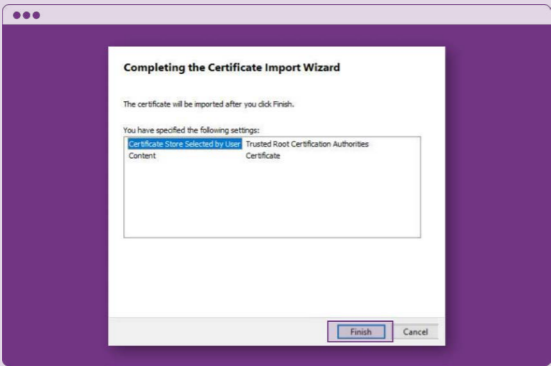 Completing the Certificate Import Wizard
The certificate will be imported after you click Finish.
You have specified the following settings:
Certificate Store Selected by User Trusted Root Certification Authorities
Content Certificate
Finish Cancel